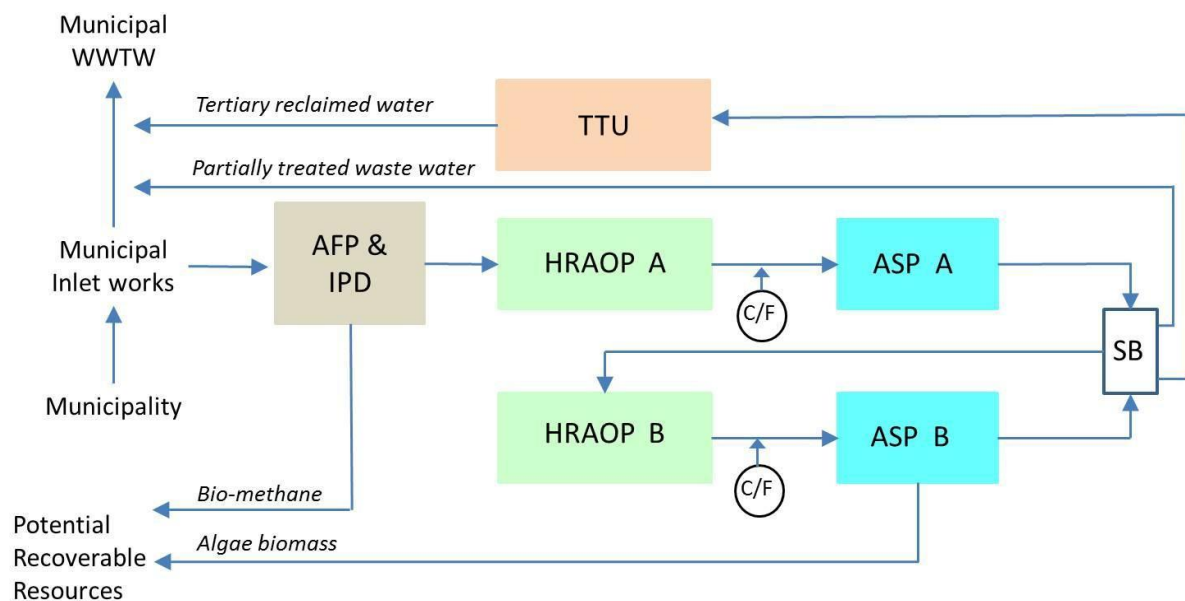 Municipal
WWTW
Tertiary reclaimed water
TTU
Partially treated waste water
Municipal
Inlet works
AFP &
IPD
HRAOP A
ASP A
C/F
SB
Municipality
HRAOP B
ASP B
C/F
Bio-methane
Potential
Recoverable
Resources
Algae biomass